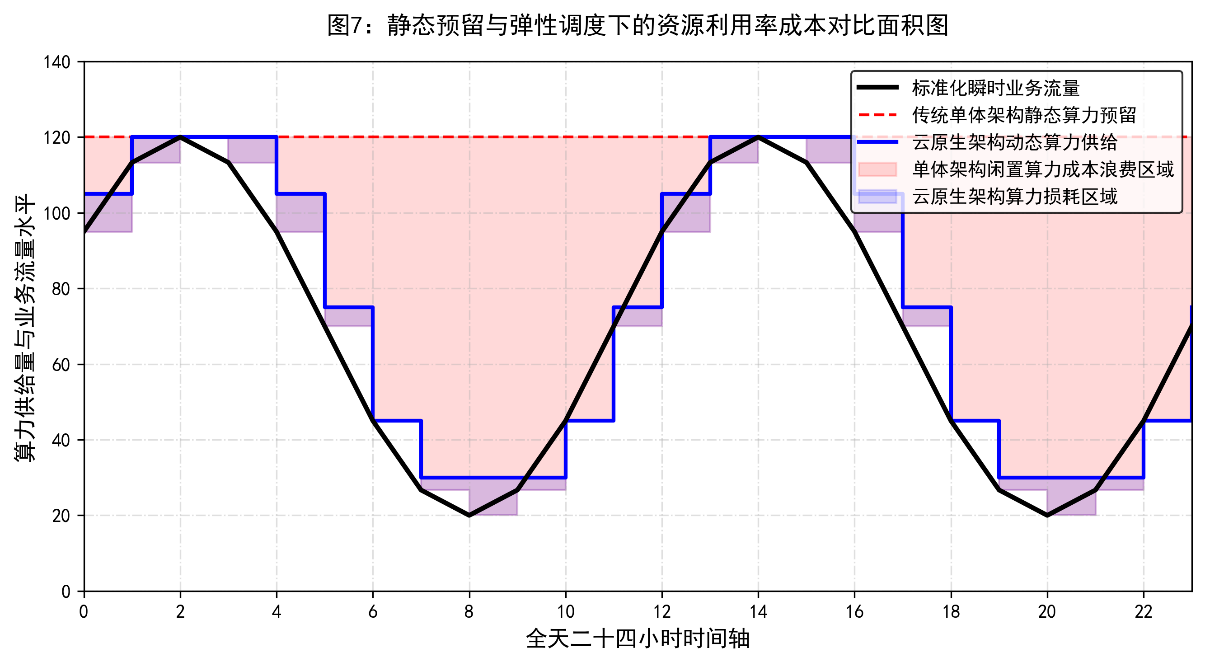 图7：静态预留与弹性调度下的资源利用率成本对比面积图
140
120
100
80
60
40
20
0
算力供给量与业务流量水平
标准化瞬时业务流量
传统单体架构静态算力预留
云原生架构动态算力供给
单体架构闲置算力成本浪费区域
云原生架构算力损耗区域
0 2 4 6 8 10 12 14 16 18 20 22
全天二十四小时时间轴